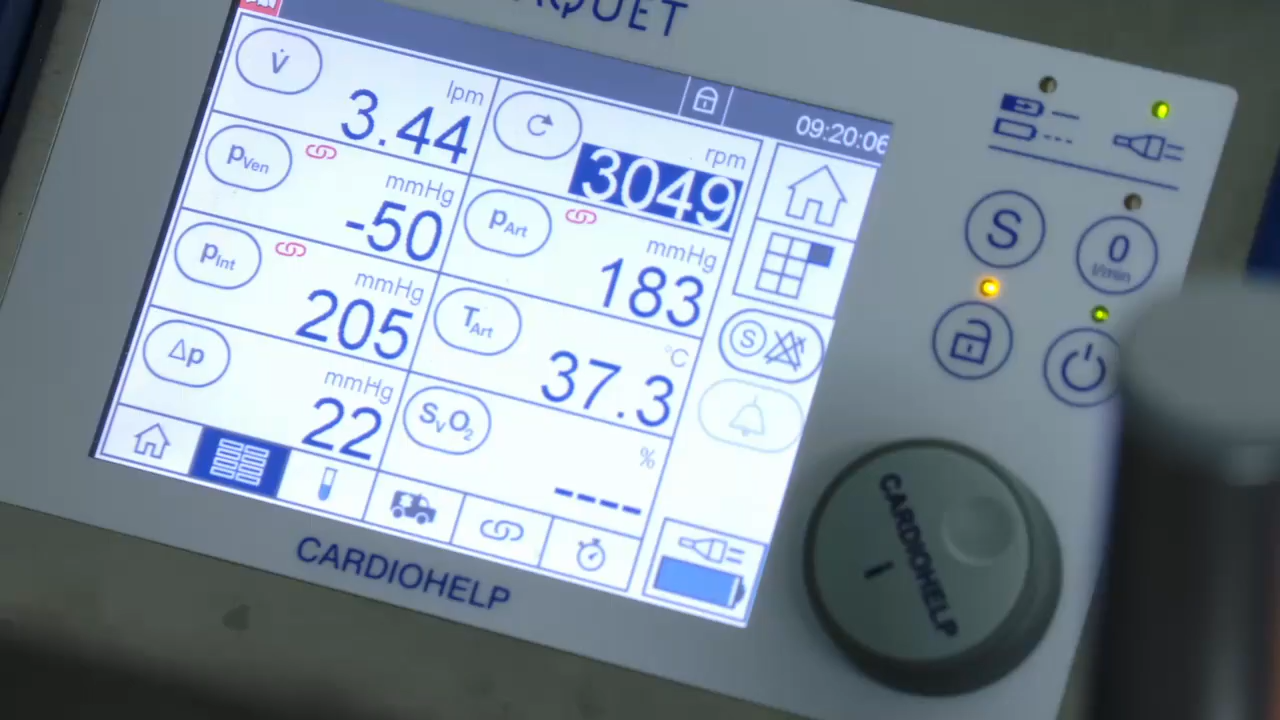 QUET
09:20:06
V̇
lpm
3.44
rpm
3049
pVen
mmHg
-50
pArt
mmHg
183
pInt
mmHg
205
TArt
°C
37.3
Δp
mmHg
22
SvO2
%
----
S
S
0
l/min
CARDIOHELP
CARDIOHELP